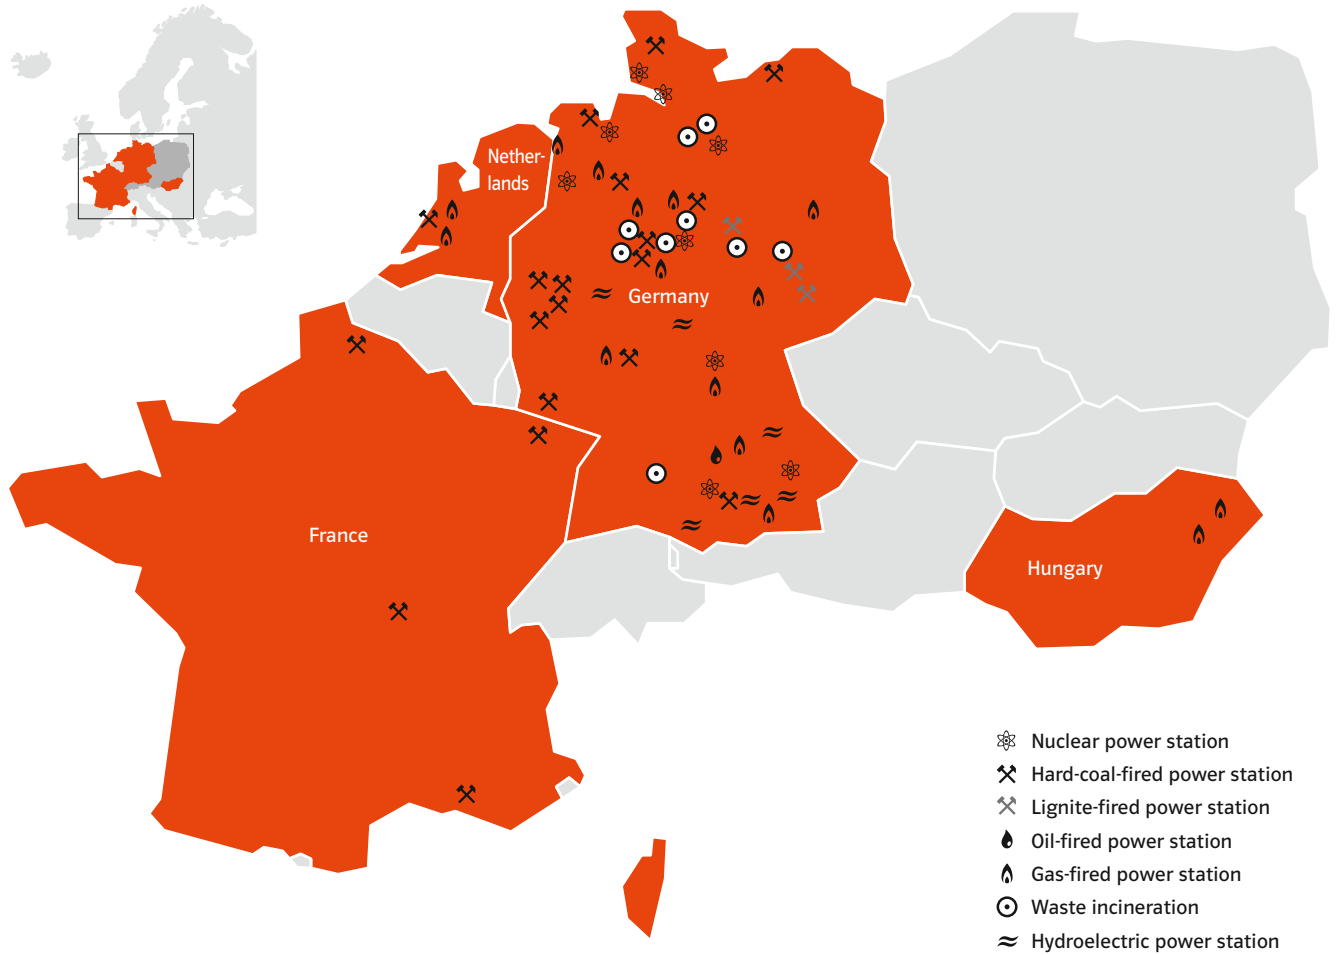 Nether-
lands
Germany
France
Hungary
Nuclear power station
Hard-coal-fired power station
Lignite-fired power station
Oil-fired power station
Gas-fired power station
Waste incineration
Hydroelectric power station